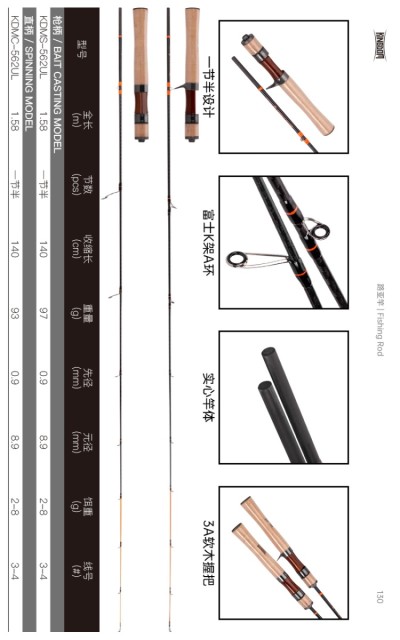 KINGDOM
路亚竿 | Fishing Rod
130
一节半设计 富士K架A环 实心竿体 3A软木握把
型号 全长 节数 收缩长 重量 先径 元径 饵重 线号
(m) (pcs) (cm) (g) (mm) (mm) (g) (#)
枪柄 / BAIT CASTING MODEL
KDMS-562UL 1.58 一节半 140 97 0.9 8.9 2-8 3-4
直柄 / SPINNING MODEL
KDMC-562UL 1.58 一节半 140 93 0.9 8.9 2-8 3-4